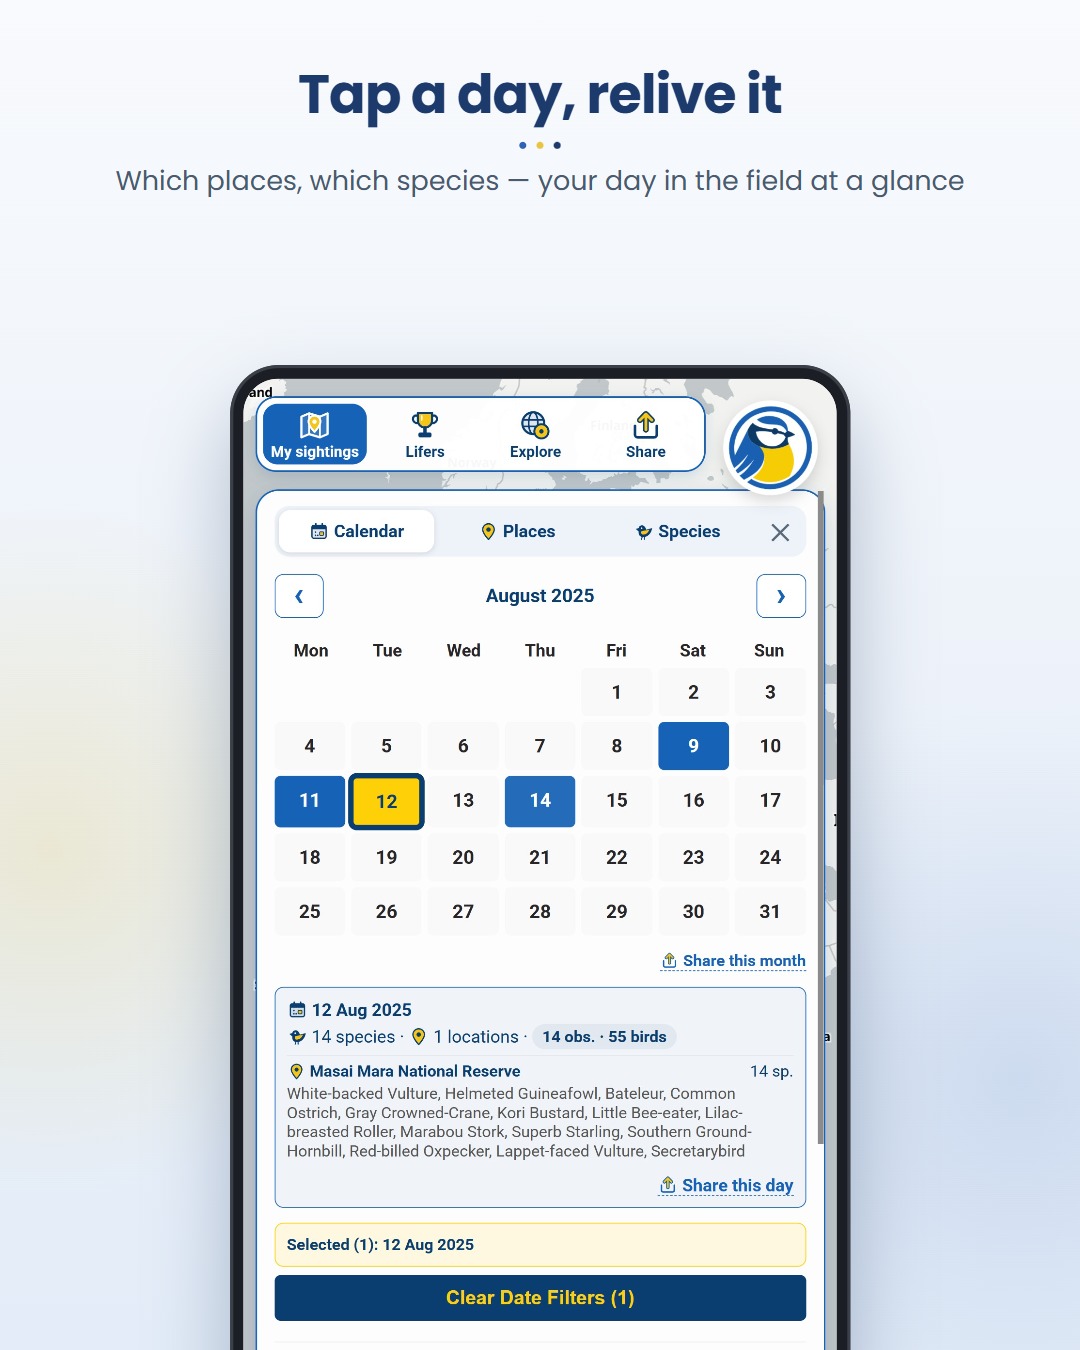 Tap a day, relive it
Which places, which species — your day in the field at a glance
and
My sightings
Lifers
Explore
Share
Calendar
Places
Species
August 2025
Mon Tue Wed Thu Fri Sat Sun
1 2 3
4 5 6 7 8 9 10
11 12 13 14 15 16 17
18 19 20 21 22 23 24
25 26 27 28 29 30 31
Share this month
12 Aug 2025
14 species · 1 locations · 14 obs. · 55 birds
Masai Mara National Reserve 14 sp.
White-backed Vulture, Helmeted Guineafowl, Bateleur, Common
Ostrich, Gray Crowned-Crane, Kori Bustard, Little Bee-eater, Lilac-
breasted Roller, Marabou Stork, Superb Starling, Southern Ground-
Hornbill, Red-billed Oxpecker, Lappet-faced Vulture, Secretarybird
Share this day
Selected (1): 12 Aug 2025
Clear Date Filters (1)